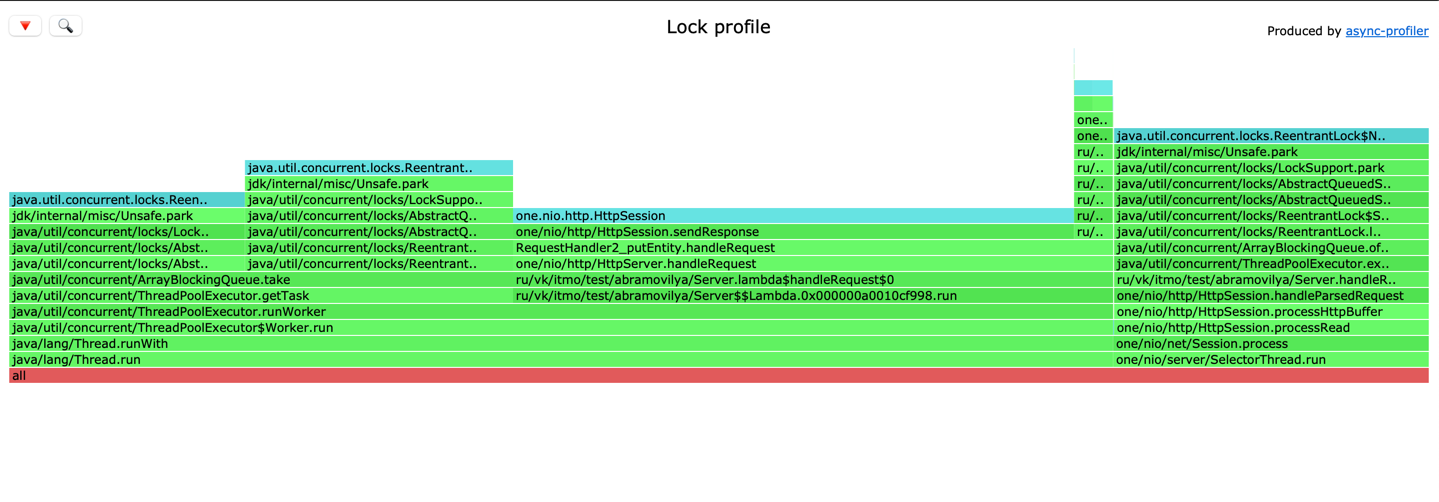 🔻 🔍 Lock profile Produced by async-profiler
one..
one.. java.util.concurrent.locks.ReentrantLock$N..
ru/.. jdk/internal/misc/Unsafe.park
java.util.concurrent.locks.Reentrant.. ru/.. java/util/concurrent/locks/LockSupport.park
jdk/internal/misc/Unsafe.park ru/.. java/util/concurrent/locks/AbstractQueuedS..
java.util.concurrent.locks.Reen.. java/util/concurrent/locks/LockSuppo.. ru/.. java/util/concurrent/locks/AbstractQueuedS..
jdk/internal/misc/Unsafe.park java/util/concurrent/locks/AbstractQ.. one.nio.http.HttpSession ru/.. java/util/concurrent/locks/ReentrantLock$S..
java/util/concurrent/locks/Lock.. java/util/concurrent/locks/AbstractQ.. one/nio/http/HttpSession.sendResponse ru/.. java/util/concurrent/locks/ReentrantLock.l..
java/util/concurrent/locks/Abst.. java/util/concurrent/locks/Reentrant.. RequestHandler2_putEntity.handleRequest java/util/concurrent/ArrayBlockingQueue.of..
java/util/concurrent/locks/Abst.. java/util/concurrent/locks/Reentrant.. one/nio/http/HttpServer.handleRequest java/util/concurrent/ThreadPoolExecutor.ex..
java/util/concurrent/ArrayBlockingQueue.take ru/vk/itmo/test/abramovilya/Server.lambda$handleRequest$0 ru/vk/itmo/test/abramovilya/Server.handleR..
java/util/concurrent/ThreadPoolExecutor.getTask ru/vk/itmo/test/abramovilya/Server$$Lambda.0x000000a0010cf998.run one/nio/http/HttpSession.handleParsedRequest
java/util/concurrent/ThreadPoolExecutor.runWorker one/nio/http/HttpSession.processHttpBuffer
java/util/concurrent/ThreadPoolExecutor$Worker.run one/nio/http/HttpSession.processRead
java/lang/Thread.runWith one/nio/net/Session.process
java/lang/Thread.run one/nio/server/SelectorThread.run
all